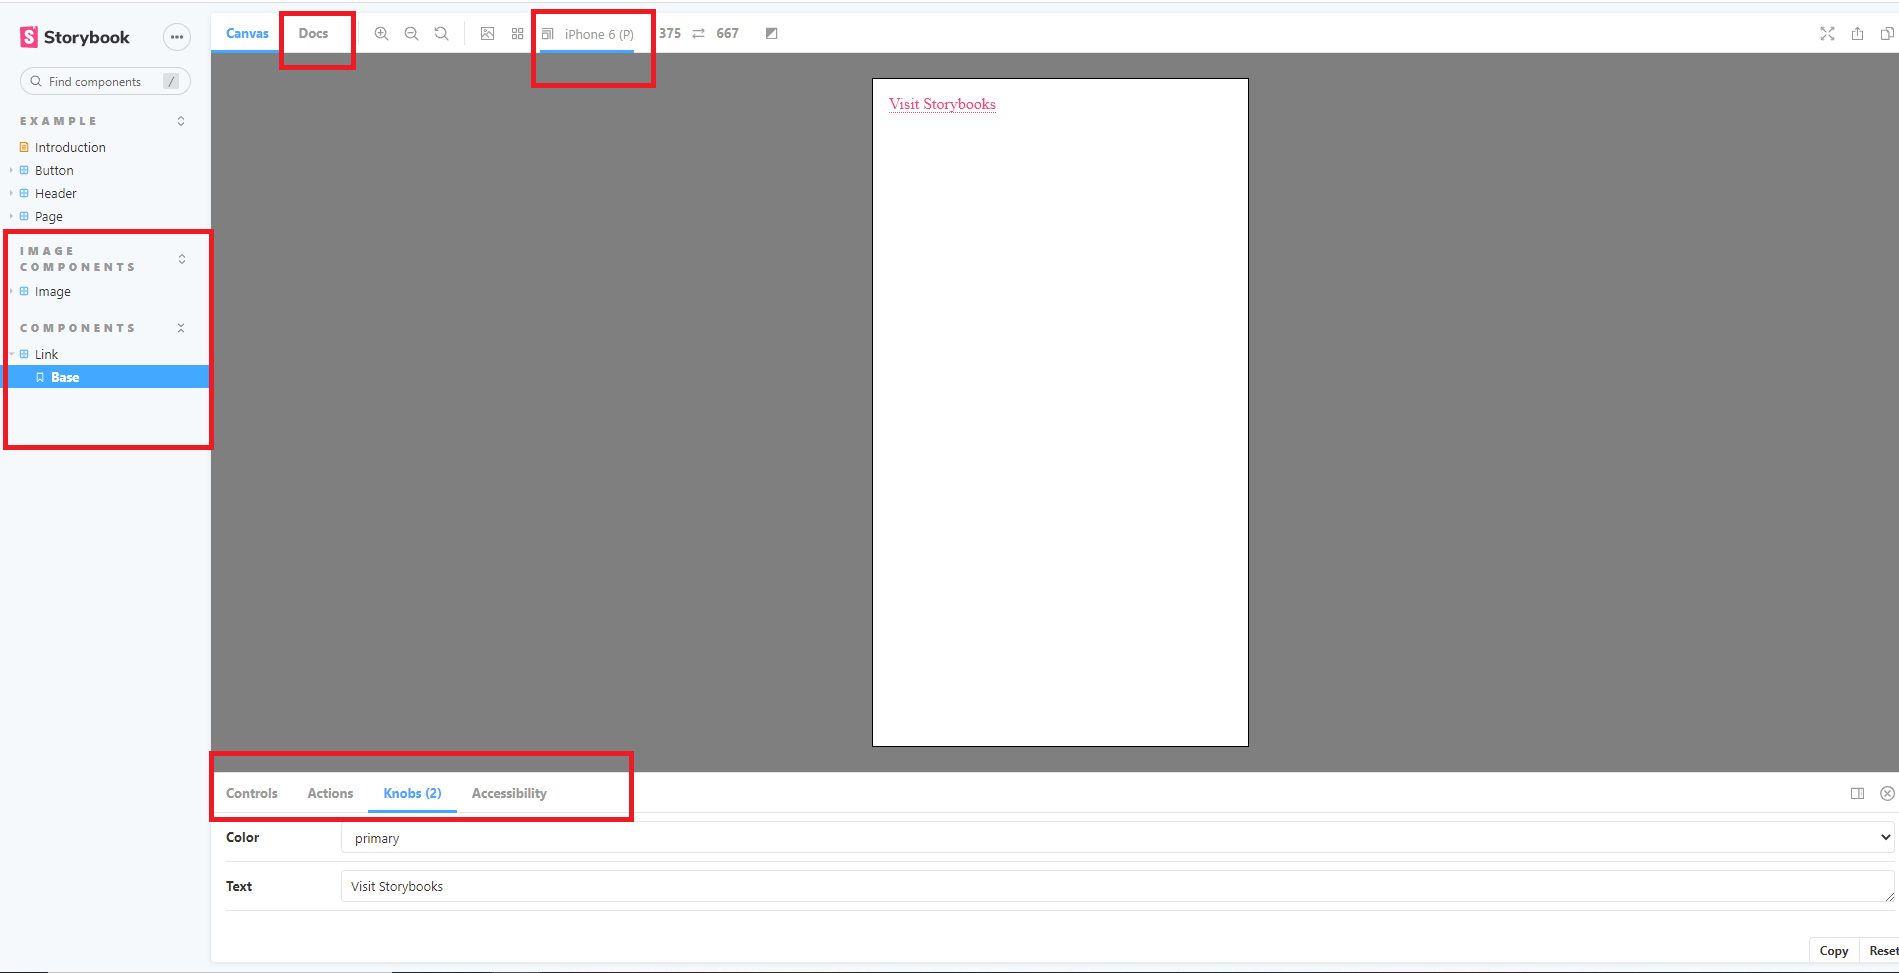 Storybook
Find components /
EXAMPLE
Introduction
Button
Header
Page
IMAGE
COMPONENTS
Image
COMPONENTS
Link
Base
Canvas Docs iPhone 6 (P) 375 667
Visit Storybooks
Controls Actions Knobs (2) Accessibility
Color primary
Text Visit Storybooks
Copy Reset